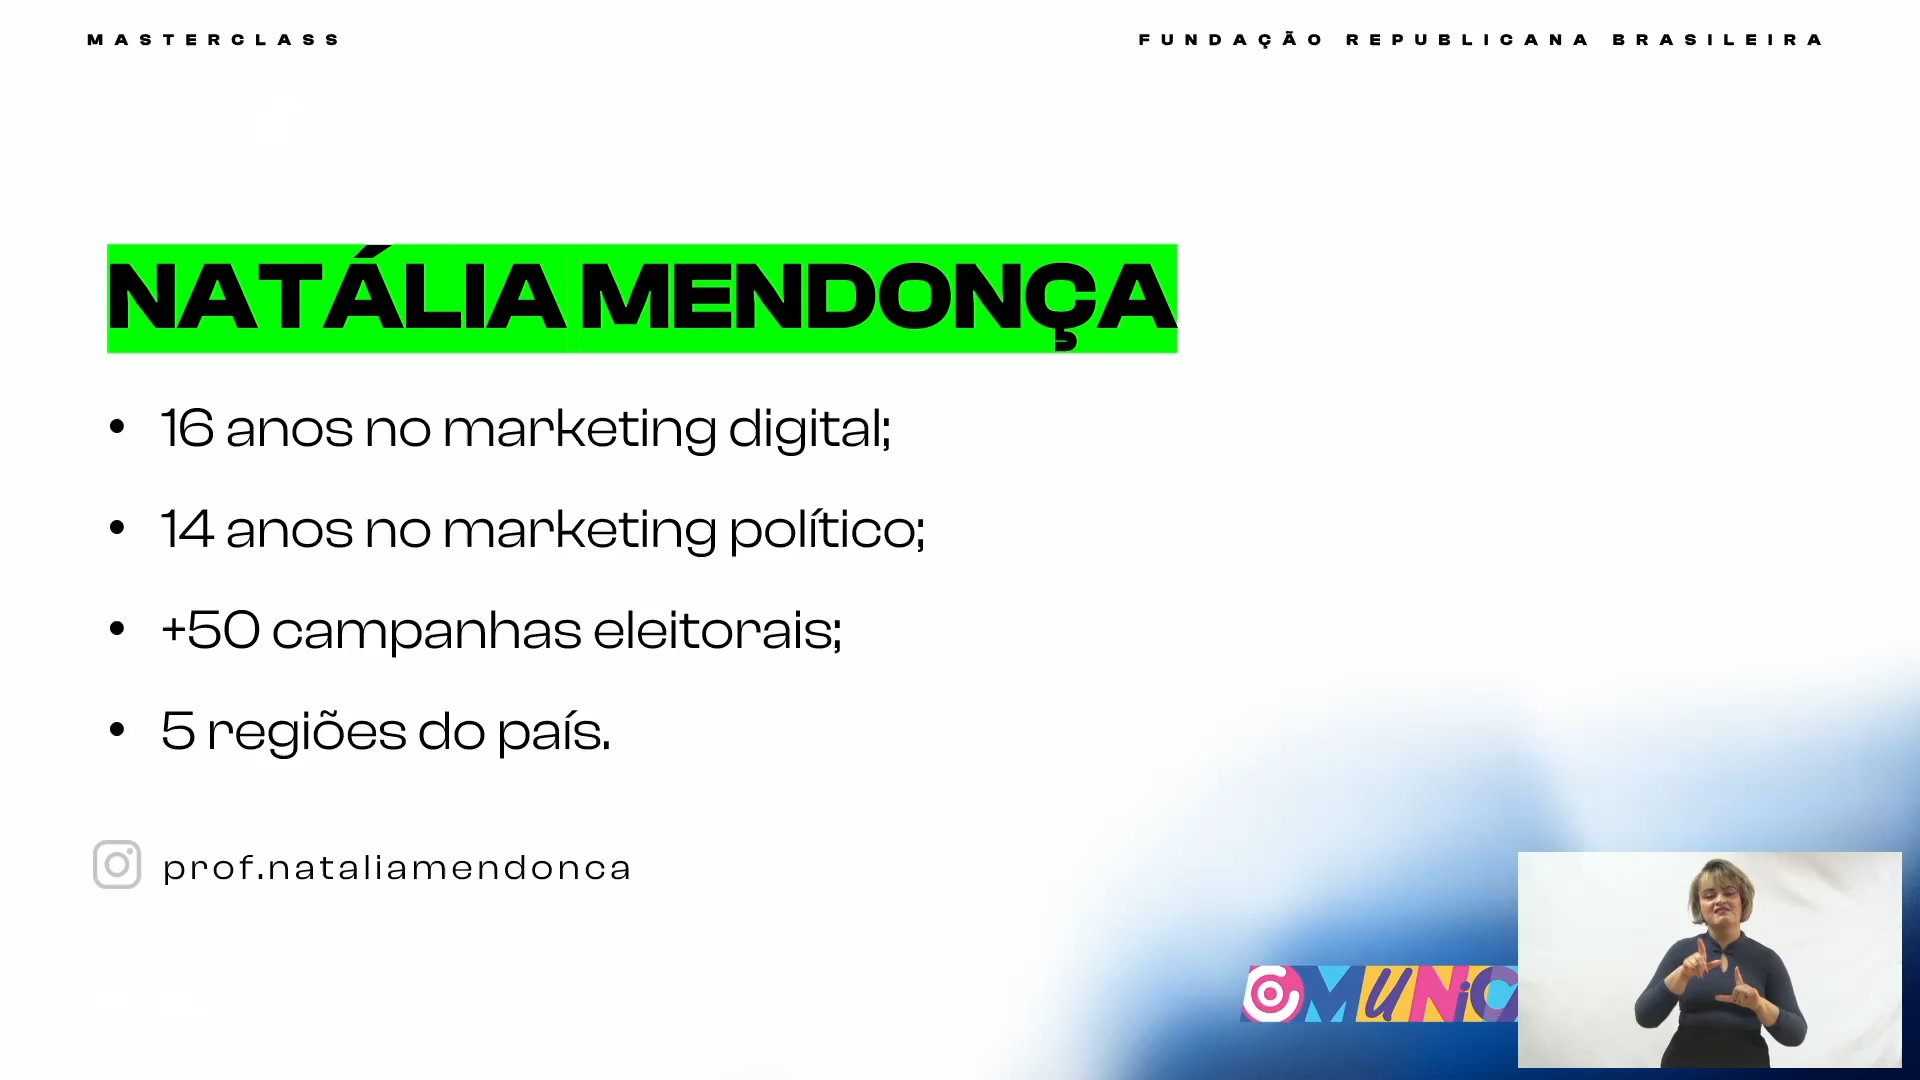 MASTERCLASS
FUNDAÇÃO REPUBLICANA BRASILEIRA
NATÁLIA MENDONÇA
• 16 anos no marketing digital;
• 14 anos no marketing político;
• +50 campanhas eleitorais;
• 5 regiões do país.
prof.nataliamendonca